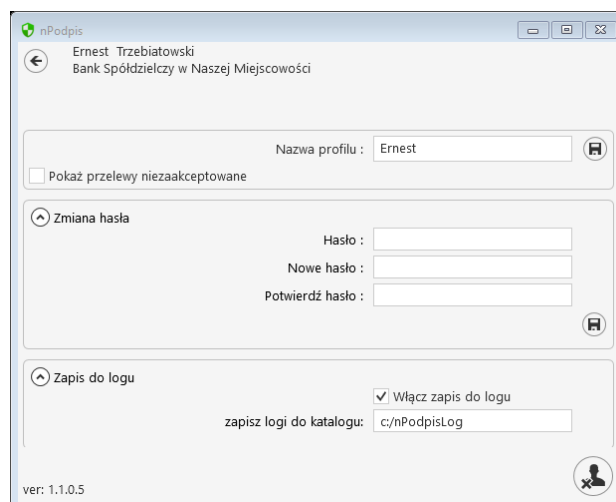 nPodpis
Ernest Trzebiatowski
Bank Spółdzielczy w Naszej Miejscowości
Nazwa profilu : Ernest
Pokaż przelewy niezaakceptowane
Zmiana hasła
Hasło :
Nowe hasło :
Potwierdź hasło :
Zapis do logu
Włącz zapis do logu
zapisz logi do katalogu: c:/nPodpisLog
ver: 1.1.0.5